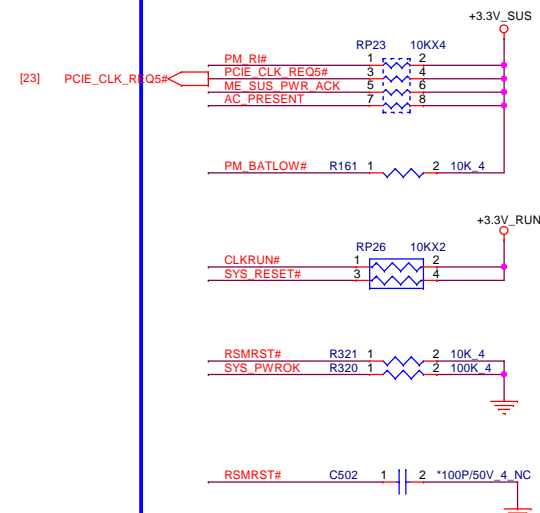 +3.3V_SUS
RP23 10KX4
PM_RI# 1 2
[23] PCIE_CLK_REQ5# PCIE_CLK_REQ5# 3 4
ME_SUS_PWR_ACK 5 6
AC_PRESENT 7 8
PM_BATLOW# R161 1 2 10K_4
+3.3V_RUN
RP26 10KX2
CLKRUN# 1 2
SYS_RESET# 3 4
RSMRST# R321 1 2 10K_4
SYS_PWROK R320 1 2 100K_4
RSMRST# C502 1 2 *100P/50V_4_NC